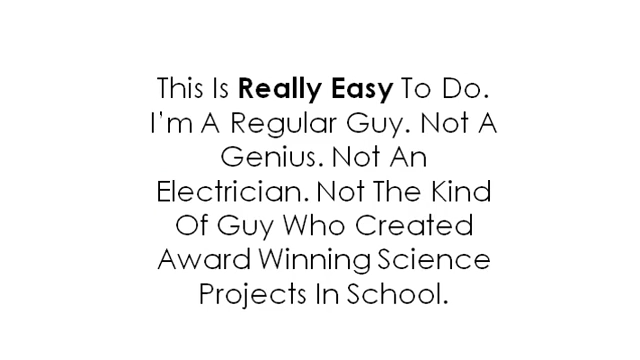 This Is Really Easy To Do.
I'm A Regular Guy. Not A
Genius. Not An
Electrician. Not The Kind
Of Guy Who Created
Award Winning Science
Projects In School.